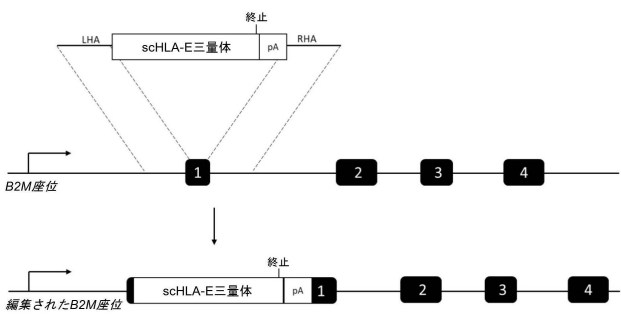 終止
LHA scHLA-E三量体 pA RHA
1 2 3 4
B2M座位
終止
scHLA-E三量体 pA 1 2 3 4
編集されたB2M座位